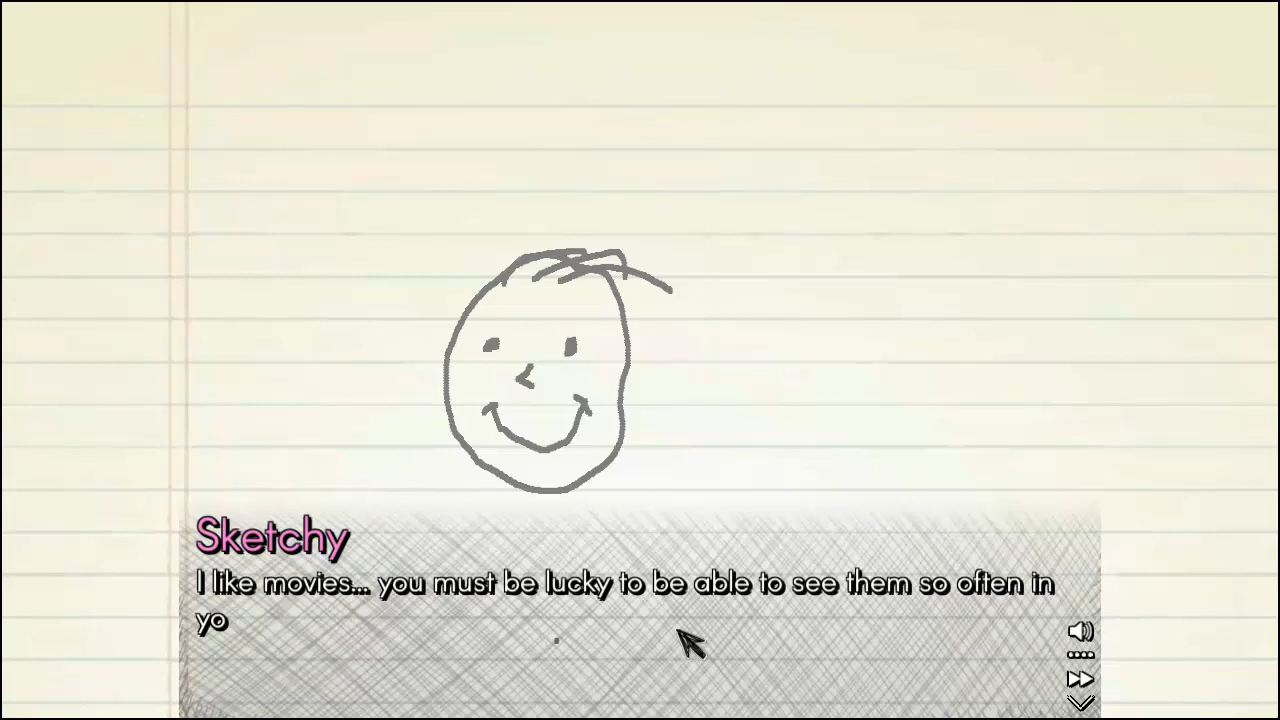 Sketchy
I like movies... you must be lucky to be able to see them so often in
yo